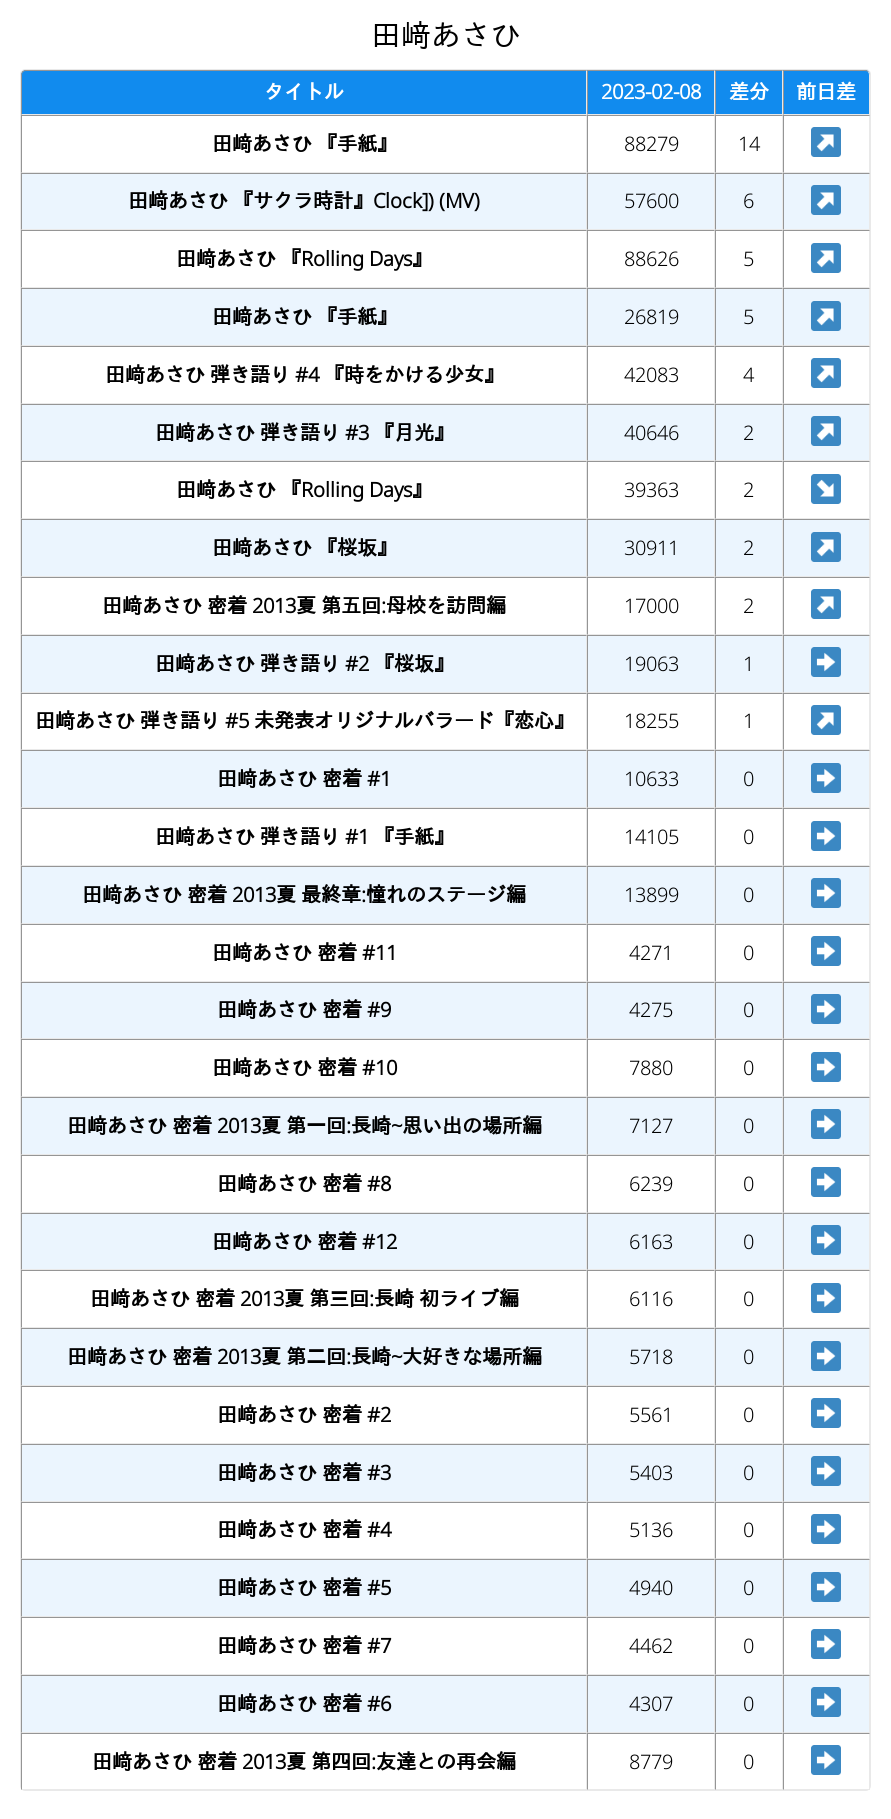 田﨑あさひ
タイトル 2023-02-08 差分 前日差
田﨑あさひ 『手紙』 88279 14 ↗
田﨑あさひ 『サクラ時計』Clock]) (MV) 57600 6 ↗
田﨑あさひ 『Rolling Days』 88626 5 ↗
田﨑あさひ 『手紙』 26819 5 ↗
田﨑あさひ 弾き語り #4 『時をかける少女』 42083 4 ↗
田﨑あさひ 弾き語り #3 『月光』 40646 2 ↗
田﨑あさひ 『Rolling Days』 39363 2 ↘
田﨑あさひ 『桜坂』 30911 2 ↗
田﨑あさひ 密着 2013夏 第五回:母校を訪問編 17000 2 ↗
田﨑あさひ 弾き語り #2 『桜坂』 19063 1 ➡
田﨑あさひ 弾き語り #5 未発表オリジナルバラード『恋心』 18255 1 ↗
田﨑あさひ 密着 #1 10633 0 ➡
田﨑あさひ 弾き語り #1 『手紙』 14105 0 ➡
田﨑あさひ 密着 2013夏 最終章:憧れのステージ編 13899 0 ➡
田﨑あさひ 密着 #11 4271 0 ➡
田﨑あさひ 密着 #9 4275 0 ➡
田﨑あさひ 密着 #10 7880 0 ➡
田﨑あさひ 密着 2013夏 第一回:長崎~思い出の場所編 7127 0 ➡
田﨑あさひ 密着 #8 6239 0 ➡
田﨑あさひ 密着 #12 6163 0 ➡
田﨑あさひ 密着 2013夏 第三回:長崎 初ライブ編 6116 0 ➡
田﨑あさひ 密着 2013夏 第二回:長崎~大好きな場所編 5718 0 ➡
田﨑あさひ 密着 #2 5561 0 ➡
田﨑あさひ 密着 #3 5403 0 ➡
田﨑あさひ 密着 #4 5136 0 ➡
田﨑あさひ 密着 #5 4940 0 ➡
田﨑あさひ 密着 #7 4462 0 ➡
田﨑あさひ 密着 #6 4307 0 ➡
田﨑あさひ 密着 2013夏 第四回:友達との再会編 8779 0 ➡